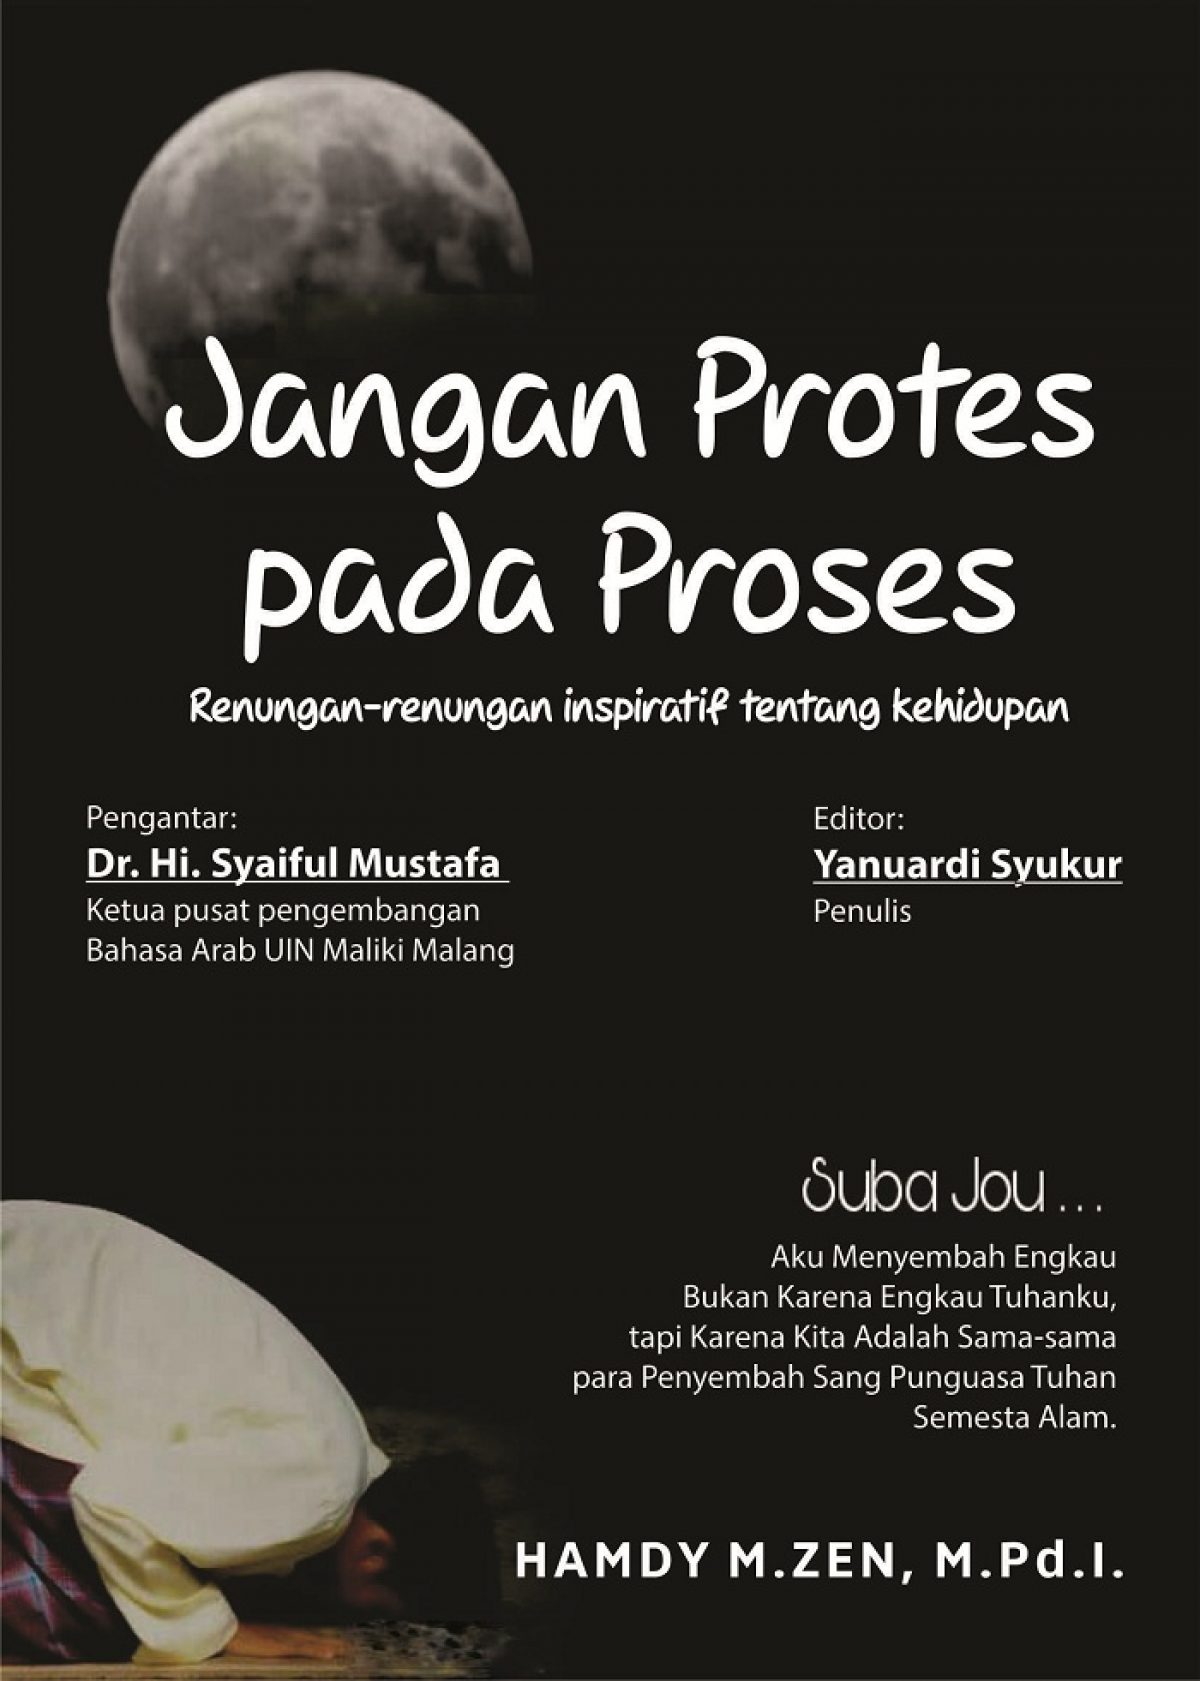 Jangan Protes
pada Proses
Renungan-renungan inspiratif tentang kehidupan
Pengantar:
Dr. Hi. Syaiful Mustafa
Ketua pusat pengembangan
Bahasa Arab UIN Maliki Malang
Editor:
Yanuardi Syukur
Penulis
Suba Jou ...
Aku Menyembah Engkau
Bukan Karena Engkau Tuhanku,
tapi Karena Kita Adalah Sama-sama
para Penyembah Sang Punguasa Tuhan
Semesta Alam.
HAMDY M.ZEN, M.Pd.I.